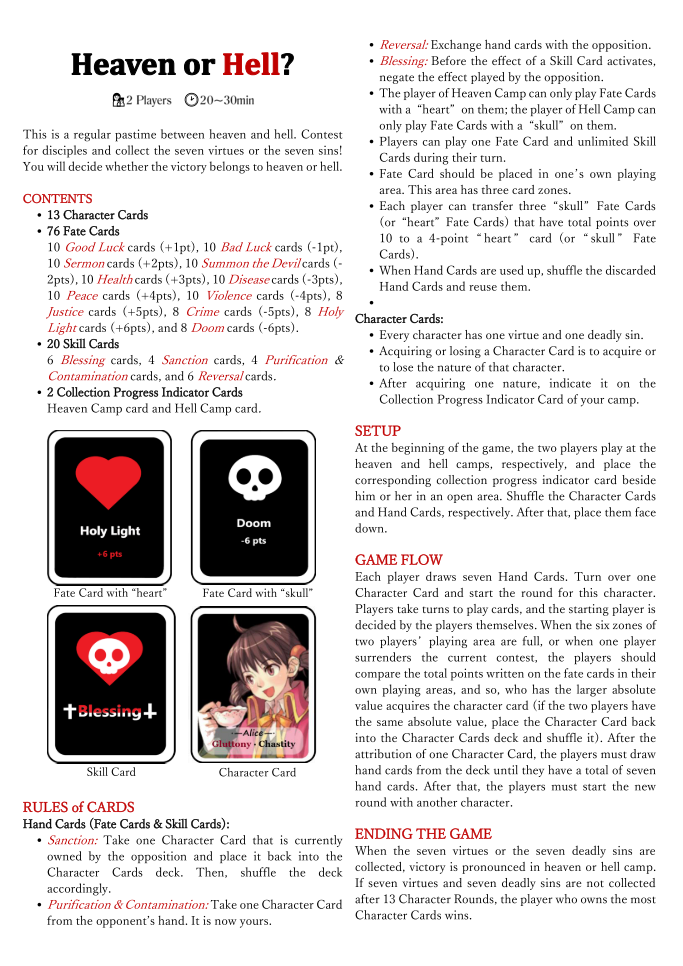 Heaven or Hell?
2 Players 20~30min
This is a regular pastime between heaven and hell. Contest
for disciples and collect the seven virtues or the seven sins!
You will decide whether the victory belongs to heaven or hell.
CONTENTS
• 13 Character Cards
• 76 Fate Cards
10 Good Luck cards (+1pt), 10 Bad Luck cards (-1pt),
10 Sermon cards (+2pts), 10 Summon the Devil cards (-
2pts), 10 Health cards (+3pts), 10 Disease cards (-3pts),
10 Peace cards (+4pts), 10 Violence cards (-4pts), 8
Justice cards (+5pts), 8 Crime cards (-5pts), 8 Holy
Light cards (+6pts), and 8 Doom cards (-6pts).
• 20 Skill Cards
6 Blessing cards, 4 Sanction cards, 4 Purification &
Contamination cards, and 6 Reversal cards.
• 2 Collection Progress Indicator Cards
Heaven Camp card and Hell Camp card.
Holy Light
+6 pts
Fate Card with “heart”
Doom
-6 pts
Fate Card with “skull”
Blessing
Skill Card
Alice
Gluttony · Chastity
Character Card
RULES of CARDS
Hand Cards (Fate Cards & Skill Cards):
• Sanction: Take one Character Card that is currently
owned by the opposition and place it back into the
Character Cards deck. Then, shuffle the deck
accordingly.
• Purification & Contamination: Take one Character Card
from the opponent’s hand. It is now yours.
• Reversal: Exchange hand cards with the opposition.
• Blessing: Before the effect of a Skill Card activates,
negate the effect played by the opposition.
• The player of Heaven Camp can only play Fate Cards
with a “heart” on them; the player of Hell Camp can
only play Fate Cards with a “skull” on them.
• Players can play one Fate Card and unlimited Skill
Cards during their turn.
• Fate Card should be placed in one’s own playing
area. This area has three card zones.
• Each player can transfer three “skull” Fate Cards
(or “heart” Fate Cards) that have total points over
10 to a 4-point “heart” card (or “skull” Fate
Cards).
• When Hand Cards are used up, shuffle the discarded
Hand Cards and reuse them.
•
Character Cards:
• Every character has one virtue and one deadly sin.
• Acquiring or losing a Character Card is to acquire or
to lose the nature of that character.
• After acquiring one nature, indicate it on the
Collection Progress Indicator Card of your camp.
SETUP
At the beginning of the game, the two players play at the
heaven and hell camps, respectively, and place the
corresponding collection progress indicator card beside
him or her in an open area. Shuffle the Character Cards
and Hand Cards, respectively. After that, place them face
down.
GAME FLOW
Each player draws seven Hand Cards. Turn over one
Character Card and start the round for this character.
Players take turns to play cards, and the starting player is
decided by the players themselves. When the six zones of
two players’ playing area are full, or when one player
surrenders the current contest, the players should
compare the total points written on the fate cards in their
own playing areas, and so, who has the larger absolute
value acquires the character card (if the two players have
the same absolute value, place the Character Card back
into the Character Cards deck and shuffle it). After the
attribution of one Character Card, the players must draw
hand cards from the deck until they have a total of seven
hand cards. After that, the players must start the new
round with another character.
ENDING THE GAME
When the seven virtues or the seven deadly sins are
collected, victory is pronounced in heaven or hell camp.
If seven virtues and seven deadly sins are not collected
after 13 Character Rounds, the player who owns the most
Character Cards wins.